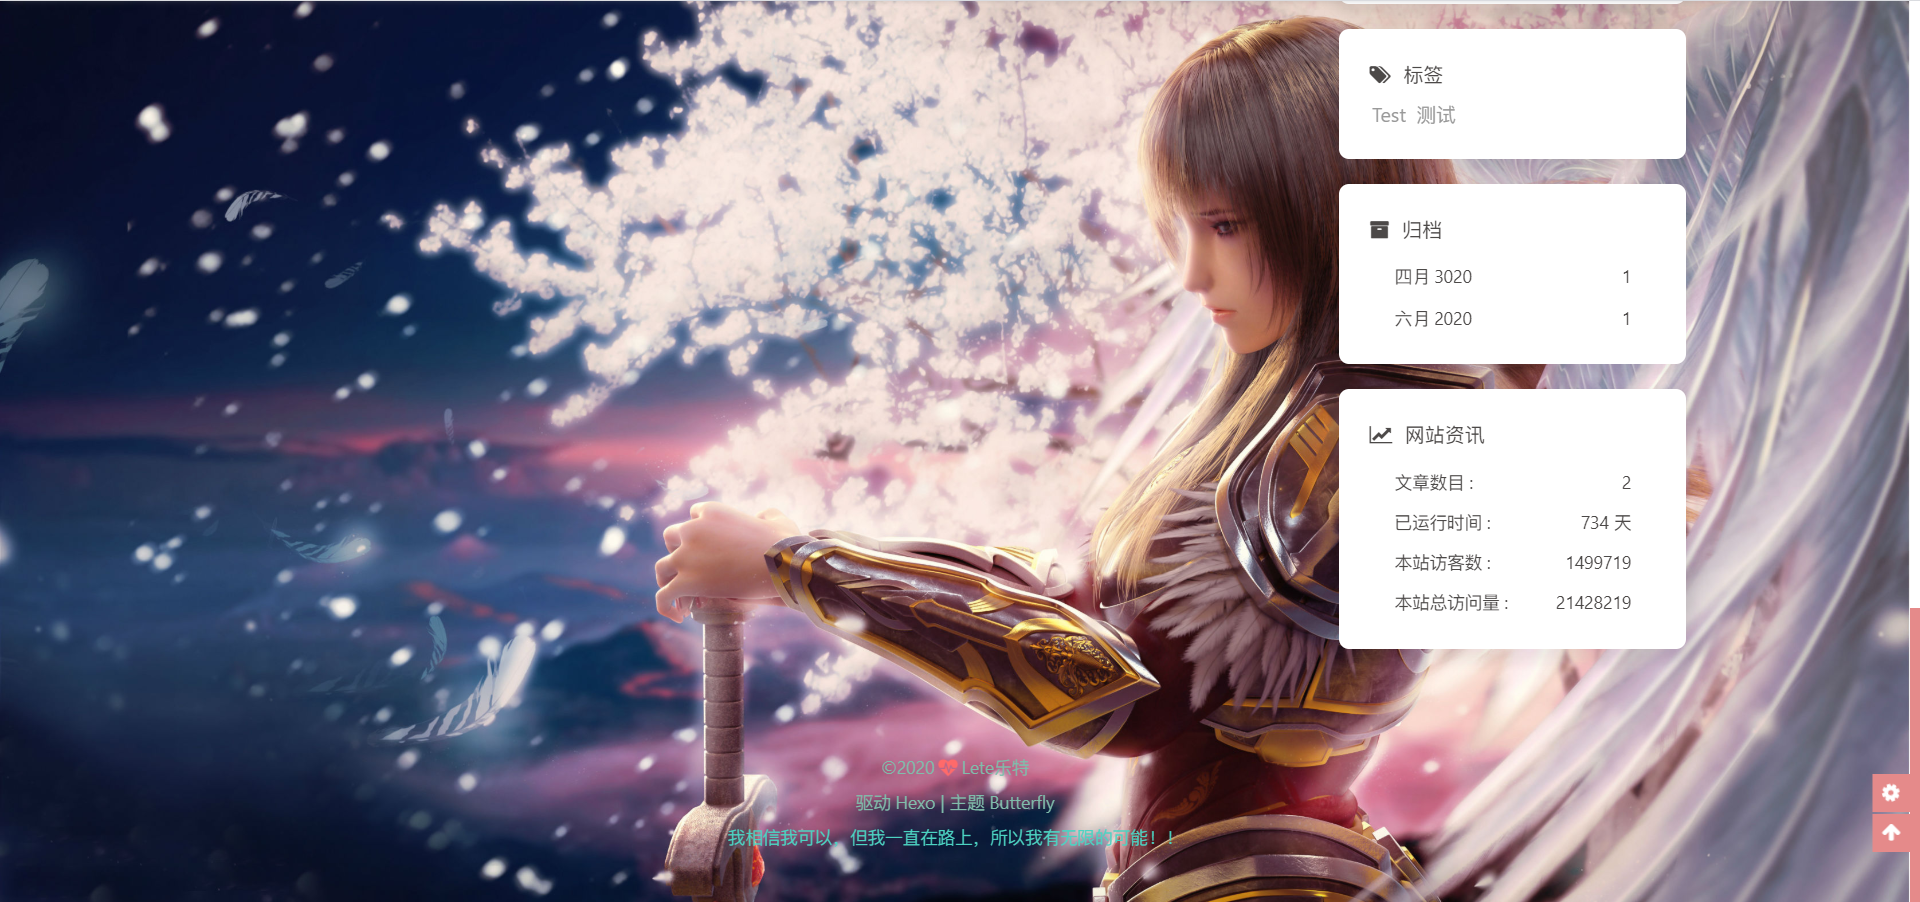 标签
Test 测试
归档
四月 3020 1
六月 2020 1
网站资讯
文章数目 : 2
已运行时间 : 734 天
本站访客数 : 1499719
本站总访问量 : 21428219
©2020 Lete乐特
驱动 Hexo | 主题 Butterfly
我相信我可以。但我一直在路上，所以我有无限的可能！！